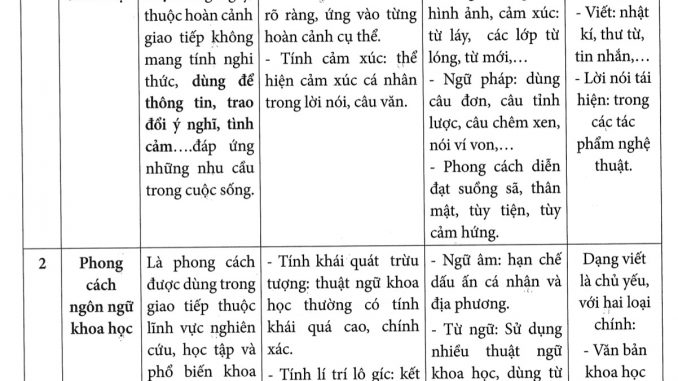 thuộc hoàn cảnh
giao tiếp không
mang tính nghi
thức, dùng để
thông tin, trao
đổi ý nghĩ, tình
cảm….đáp ứng
những nhu cầu
trong cuộc sống.
rõ ràng, ứng vào từng
hoàn cảnh cụ thể.
- Tính cảm xúc: thể
hiện cảm xúc cá nhân
trong lời nói, câu văn.
hình ảnh, cảm xúc:
từ láy, các lớp từ
lóng, từ mới,…
- Ngữ pháp: dùng
câu đơn, câu tỉnh
lược, câu chêm xen,
nói ví von,…
- Phong cách diễn
đạt suồng sã, thân
mật, tùy tiện, tùy
cảm hứng.
- Viết: nhật
kí, thư từ,
tin nhắn,…
- Lời nói tái
hiện: trong
các tác
phẩm nghệ
thuật.
2
Phong
cách
ngôn ngữ
khoa học
Là phong cách
được dùng trong
giao tiếp thuộc
lĩnh vực nghiên
cứu, học tập và
phổ biến khoa
- Tính khái quát trừu
tượng; thuật ngữ khoa
học thường có tính
khái quá cao, chính
xác.
- Tính lí trí lô gíc: kết
- Ngữ âm: hạn chế
dấu ấn cá nhân và
địa phương.
- Từ ngữ: Sử dụng
nhiều thuật ngữ
khoa học, dùng từ
Dạng viết
là chủ yếu,
với hai loại
chính:
- Văn bản
khoa học